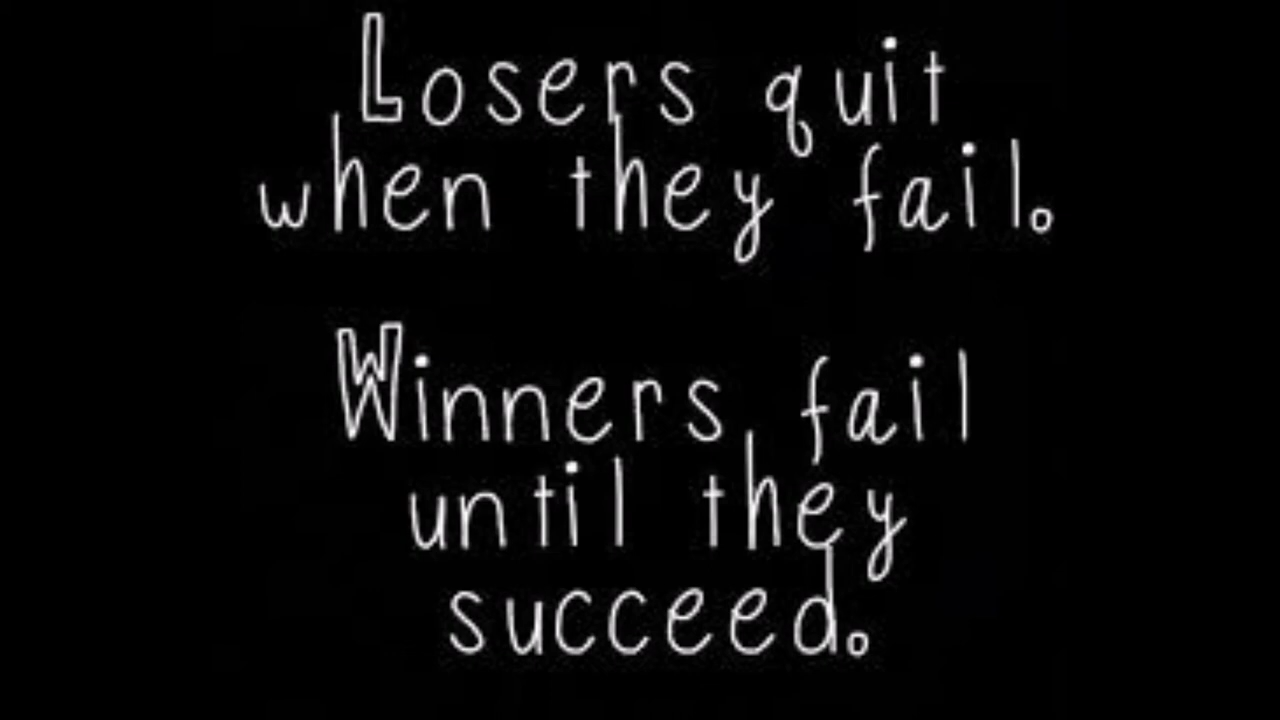 Losers quit
when they fail.
Winners fail
until they
succeed.